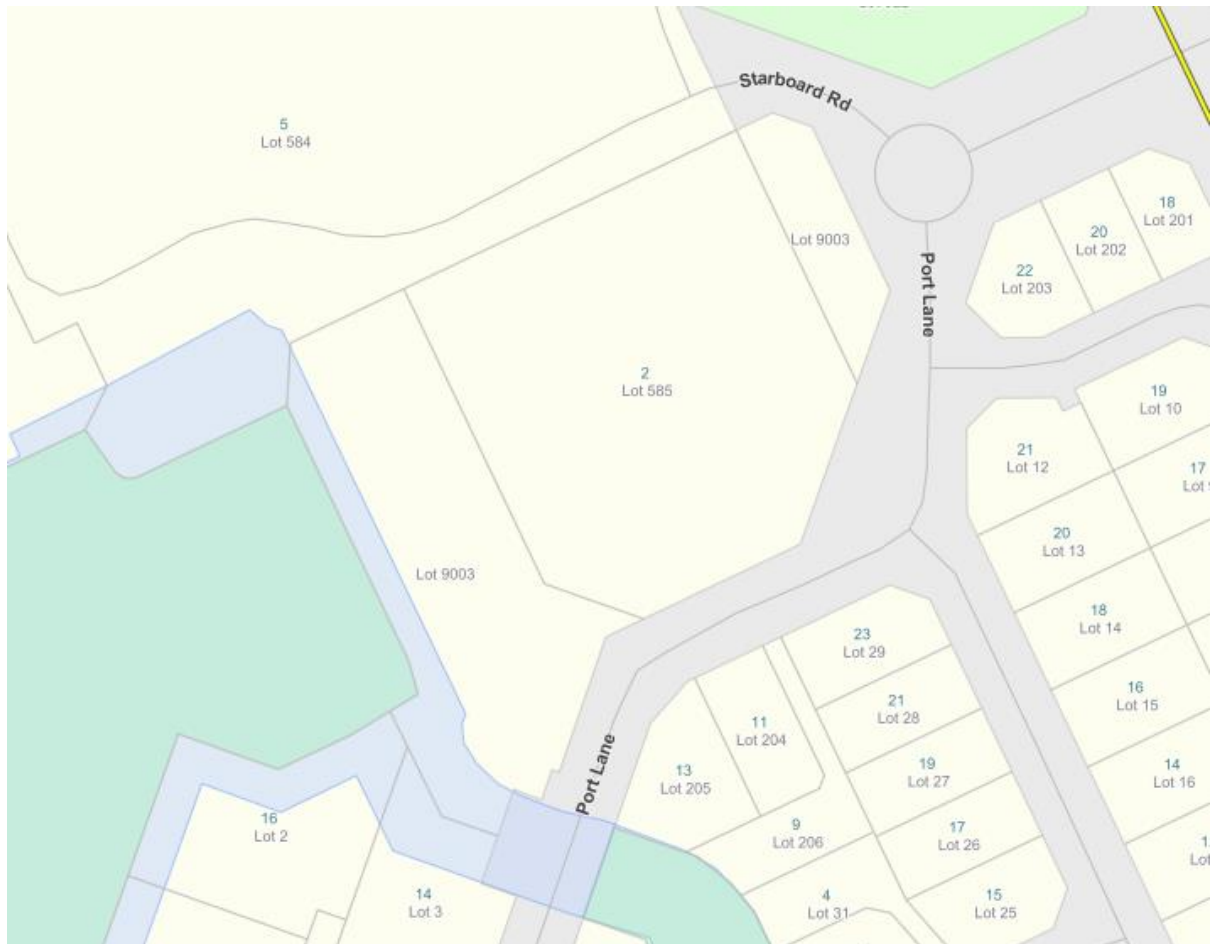 Starboard Rd
5
Lot 584
18
Lot 201
20
Lot 202
Lot 9003
22
Lot 203
Port Lane
2
Lot 585
19
Lot 10
21
Lot 12
17
20
Lot 13
Lot 9003
18
Lot 14
23
Lot 29
16
Lot 15
21
Lot 28
11
Lot 204
19
Lot 27
13
Lot 205
14
Lot 16
Port Lane
16
Lot 2
9
Lot 206
17
Lot 26
14
Lot 3
4
Lot 31
15
Lot 25